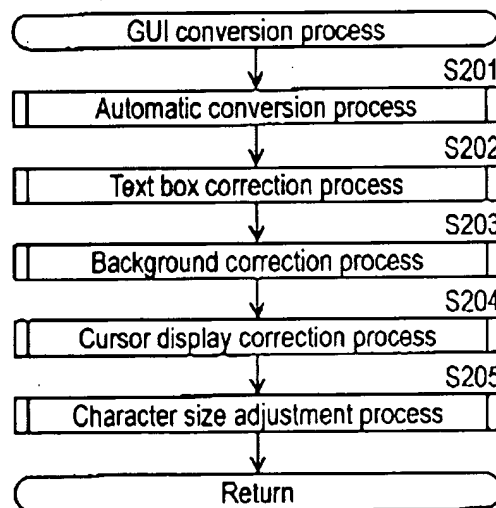 GUI conversion process
S201
Automatic conversion process
S202
Text box correction process
S203
Background correction process
S204
Cursor display correction process
S205
Character size adjustment process
Return